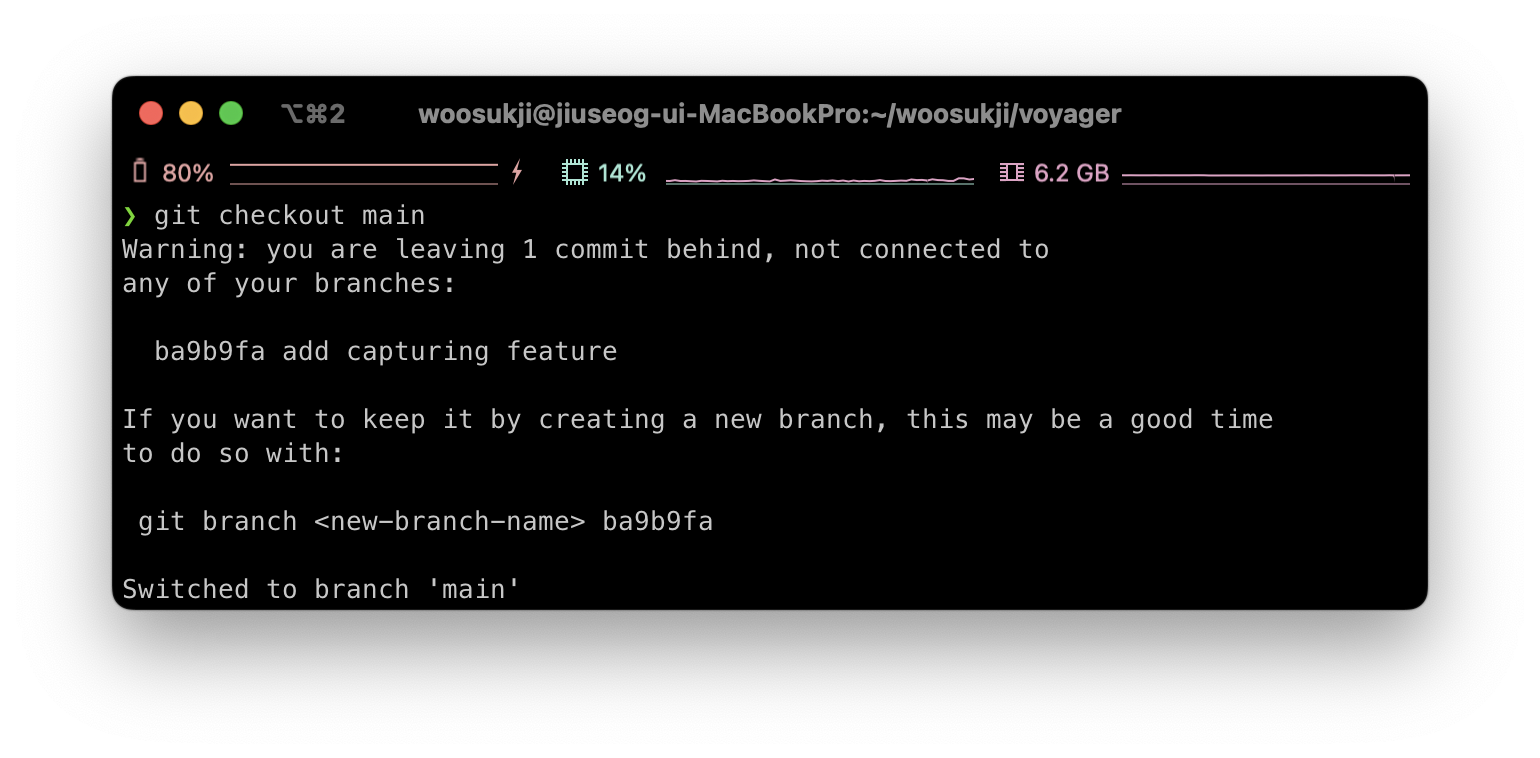 ⌥⌘2 woosukji@jiuseog-ui-MacBookPro:~/woosukji/voyager
80% 14% 6.2 GB
❯ git checkout main
Warning: you are leaving 1 commit behind, not connected to
any of your branches:
ba9b9fa add capturing feature
If you want to keep it by creating a new branch, this may be a good time
to do so with:
git branch <new-branch-name> ba9b9fa
Switched to branch 'main'